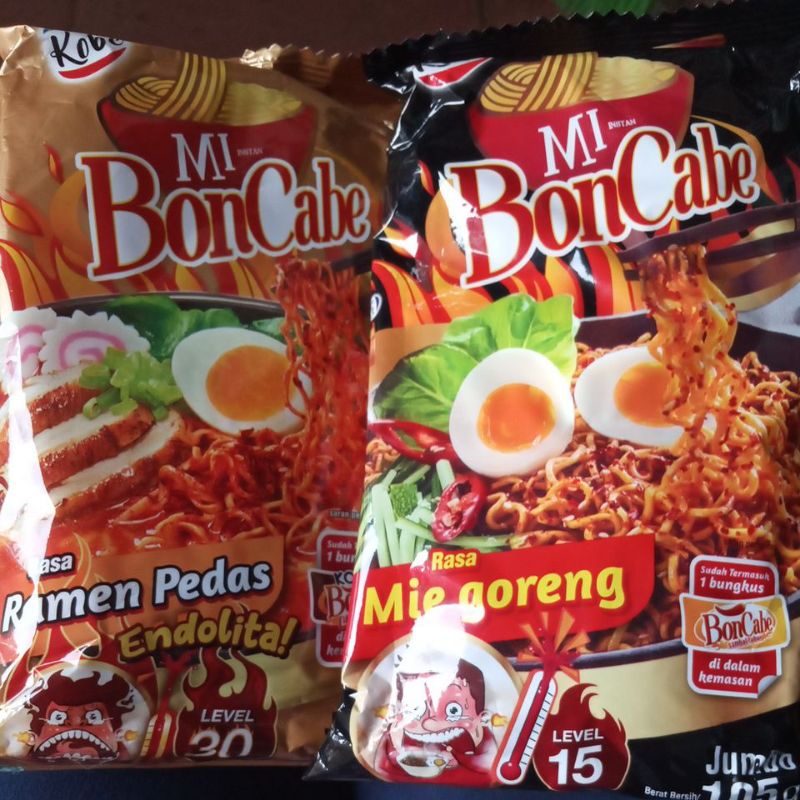 Kobe
MI
INSTAN
BonCabe
Rasa
Ramen Pedas
Endolita!
LEVEL
30
MI
INSTAN
BonCabe
Rasa
Mie goreng
Sudah Termasuk
1 bungkus
BonCabe
di dalam
kemasan
LEVEL
15
Berat Bersih/